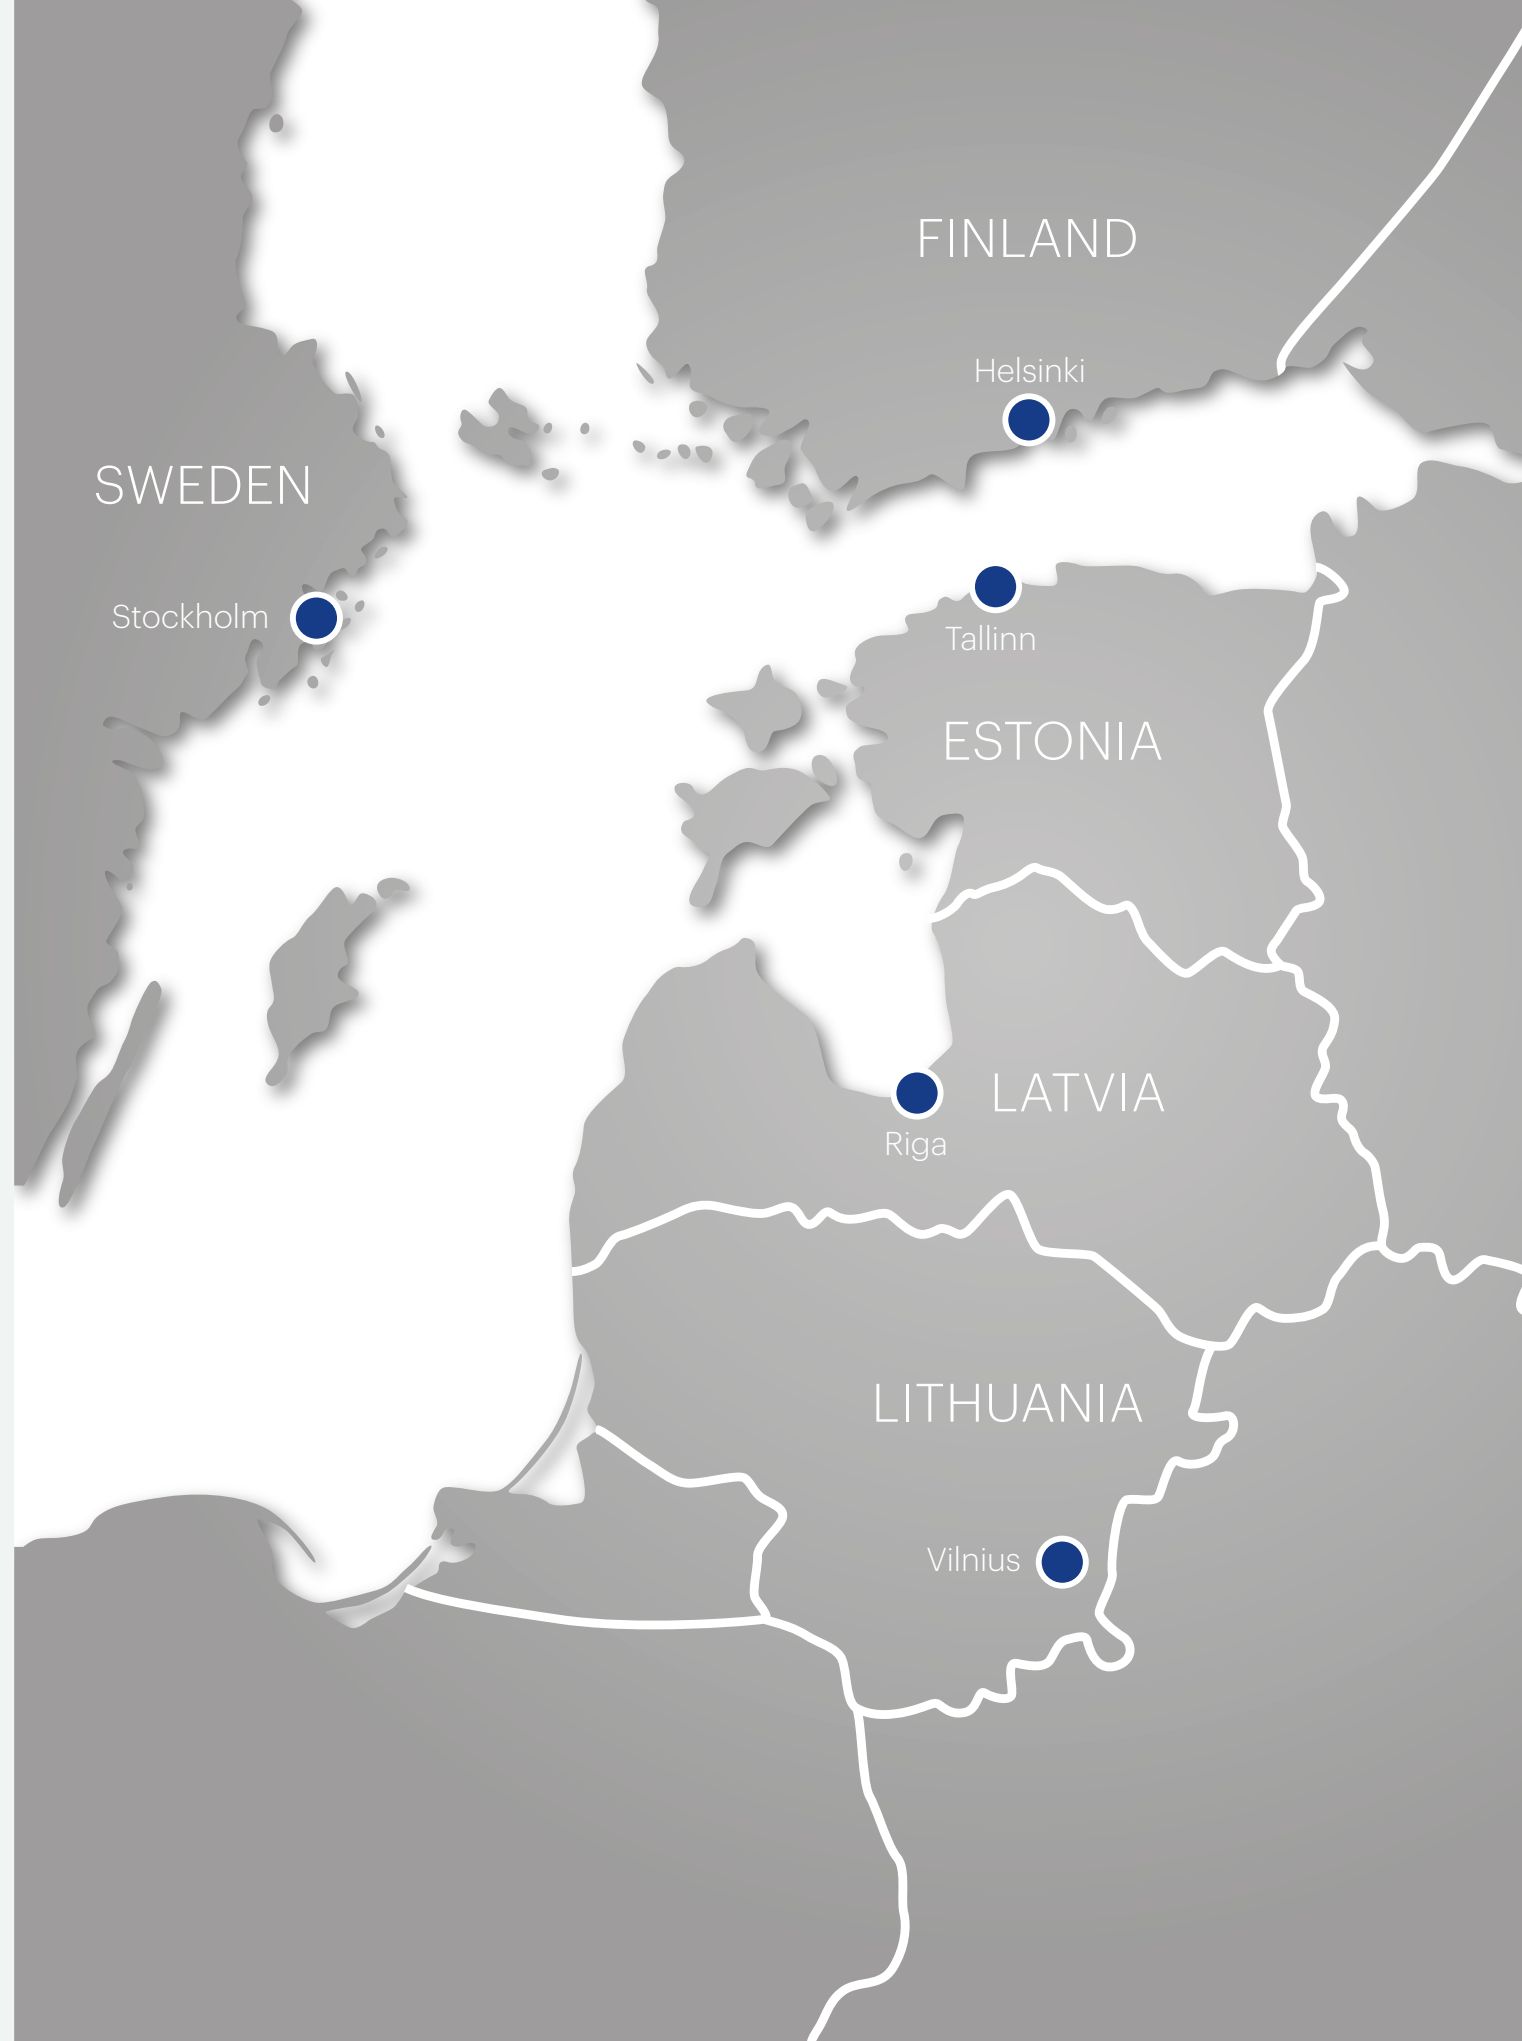 FINLAND
Helsinki
SWEDEN
Stockholm
Tallinn
ESTONIA
LATVIA
Riga
LITHUANIA
Vilnius